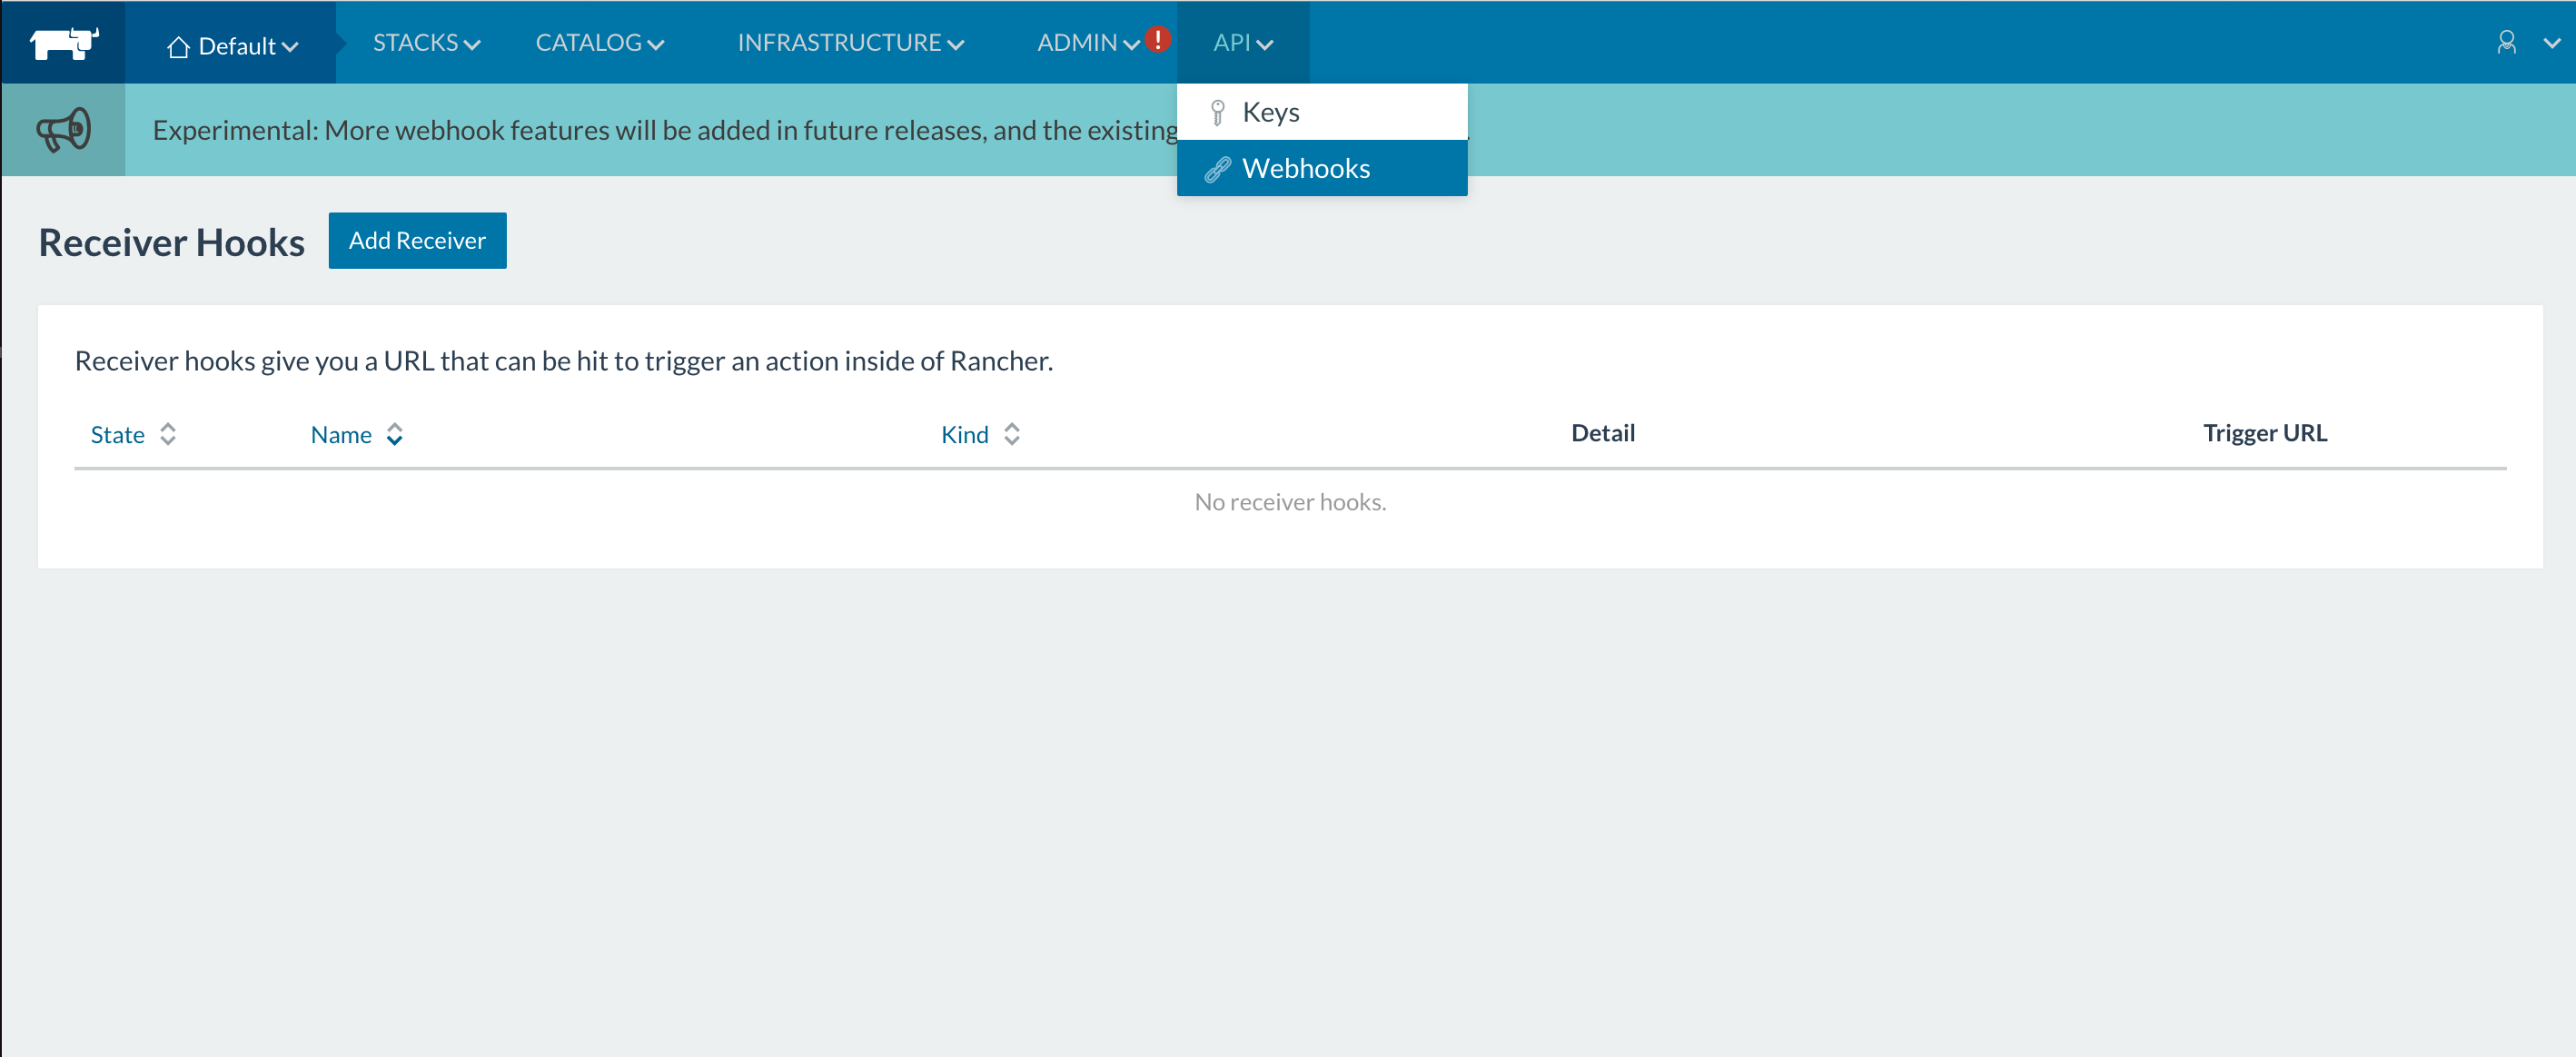 Default STACKS CATALOG INFRASTRUCTURE ADMIN ! API
Keys
Experimental: More webhook features will be added in future releases, and the existing .
Webhooks
Receiver Hooks Add Receiver
Receiver hooks give you a URL that can be hit to trigger an action inside of Rancher.
State Name Kind Detail Trigger URL
No receiver hooks.